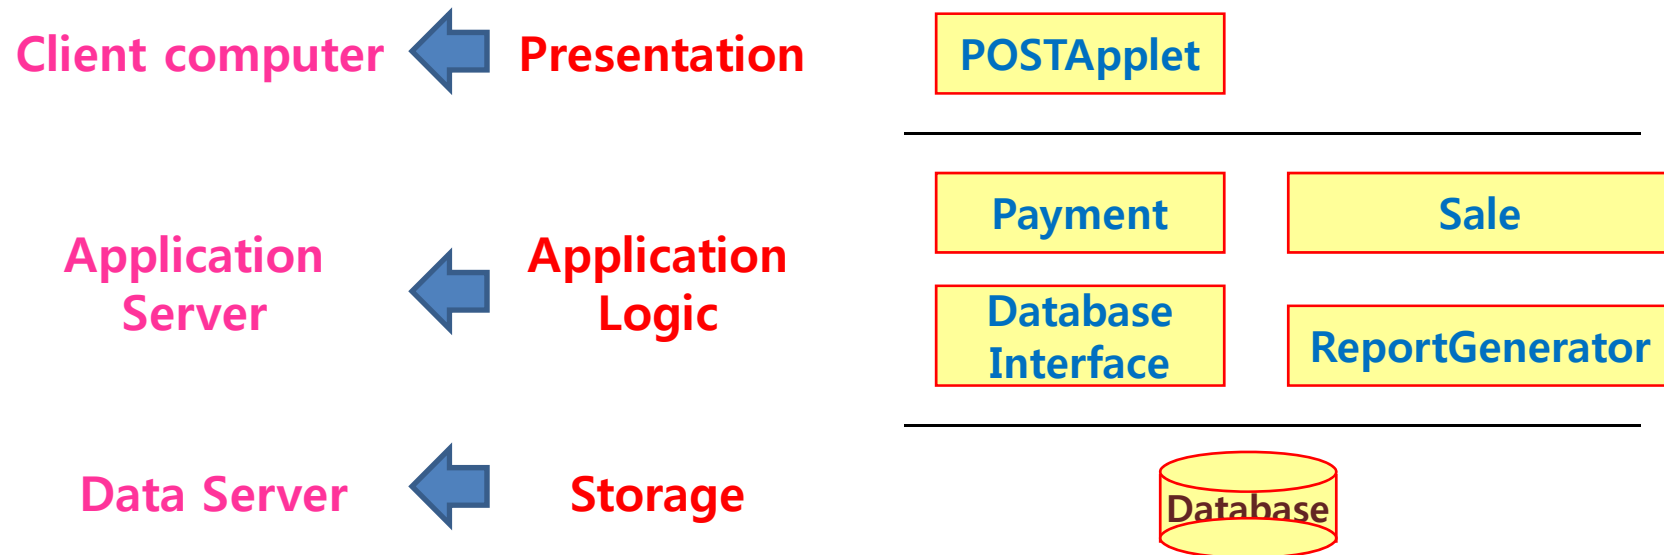 Client computer
Presentation
POSTApplet
Application
Server
Application
Logic
Payment
Sale
Database
Interface
ReportGenerator
Data Server
Storage
Database